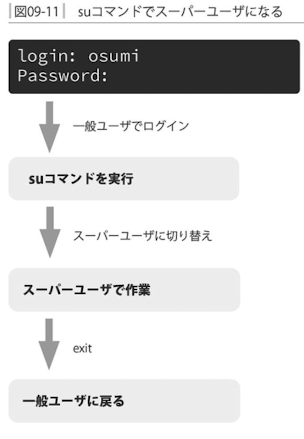 図09-11 suコマンドでスーパーユーザになる
login: osumi
Password:
一般ユーザでログイン
suコマンドを実行
スーパーユーザに切り替え
スーパーユーザで作業
exit
一般ユーザに戻る